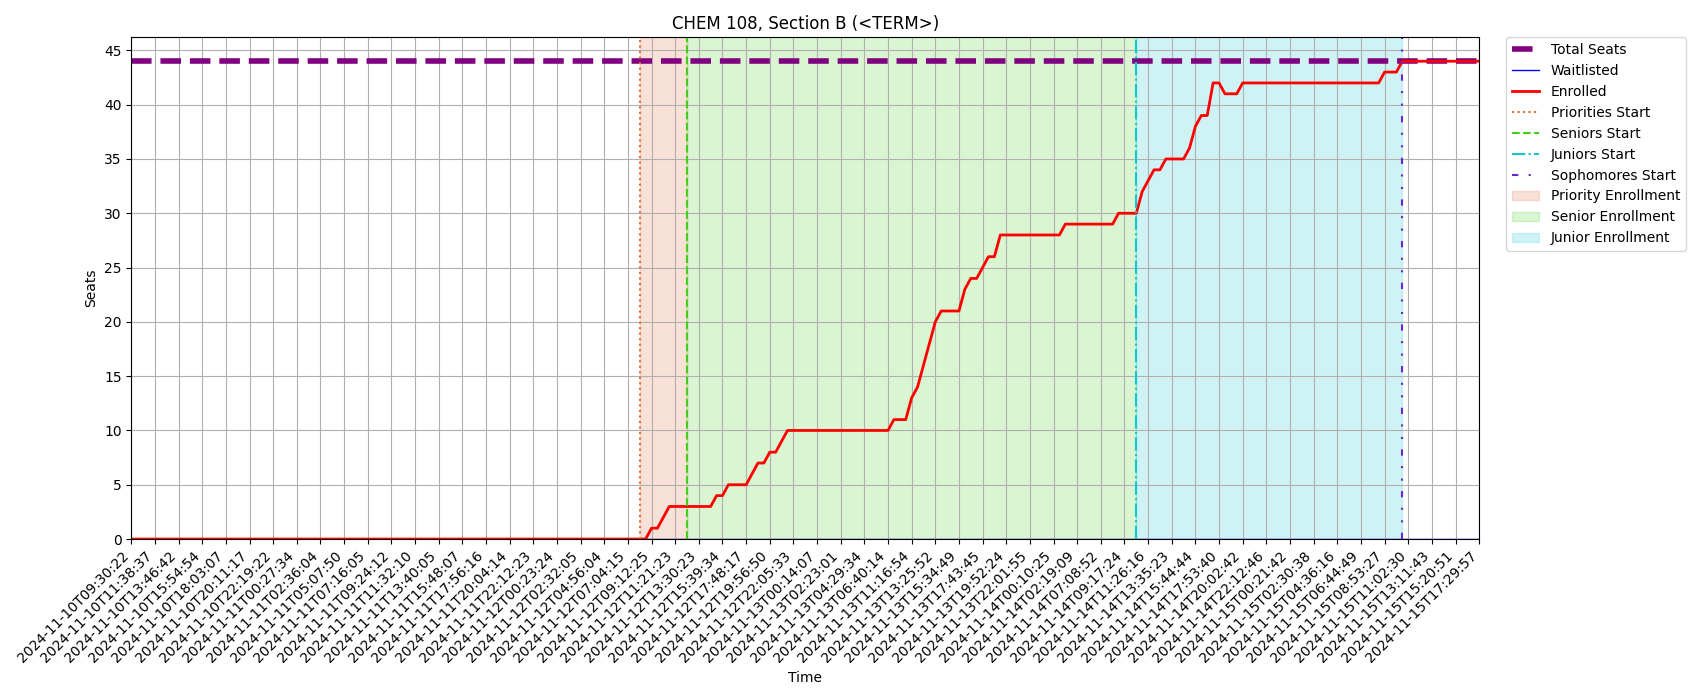 CHEM 108, Section B (<TERM>)
45
40
35
30
25
20
15
10
5
0
Seats
2024-11-10T09:30:22
2024-11-10T11:38:37
2024-11-10T13:46:42
2024-11-10T15:54:54
2024-11-10T18:03:07
2024-11-10T20:11:17
2024-11-10T22:19:22
2024-11-11T00:27:34
2024-11-11T02:36:04
2024-11-11T05:07:50
2024-11-11T07:16:05
2024-11-11T09:24:12
2024-11-11T11:32:10
2024-11-11T13:40:05
2024-11-11T15:48:07
2024-11-11T17:56:16
2024-11-11T20:04:14
2024-11-11T22:12:23
2024-11-12T00:23:24
2024-11-12T02:32:05
2024-11-12T04:56:04
2024-11-12T07:04:15
2024-11-12T09:12:25
2024-11-12T11:21:23
2024-11-12T13:30:23
2024-11-12T15:39:34
2024-11-12T17:48:17
2024-11-12T19:56:50
2024-11-12T22:05:33
2024-11-13T00:14:07
2024-11-13T02:23:01
2024-11-13T04:29:34
2024-11-13T06:40:14
2024-11-13T11:16:54
2024-11-13T13:25:52
2024-11-13T15:34:49
2024-11-13T17:43:45
2024-11-13T19:52:24
2024-11-13T22:01:55
2024-11-14T00:10:25
2024-11-14T02:19:09
2024-11-14T07:08:52
2024-11-14T09:17:24
2024-11-14T11:26:16
2024-11-14T13:35:23
2024-11-14T15:44:44
2024-11-14T17:53:40
2024-11-14T20:02:42
2024-11-14T22:12:46
2024-11-15T00:21:42
2024-11-15T02:30:38
2024-11-15T04:36:16
2024-11-15T06:44:49
2024-11-15T08:53:27
2024-11-15T11:02:30
2024-11-15T13:11:43
2024-11-15T15:20:51
2024-11-15T17:29:57
Time
Total Seats
Waitlisted
Enrolled
Priorities Start
Seniors Start
Juniors Start
Sophomores Start
Priority Enrollment
Senior Enrollment
Junior Enrollment